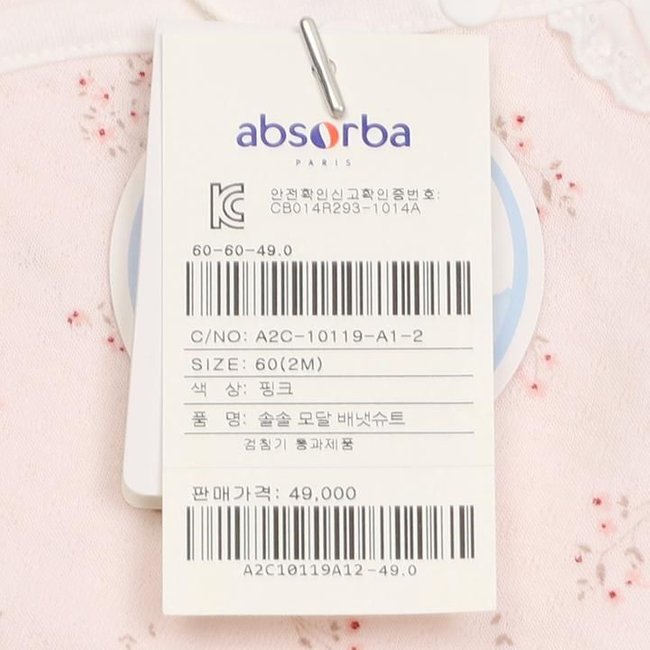 absorba
PARIS
안전확인신고확인증번호:
CB014R293-1014A
60-60-49.0
C/NO: A2C-10119-A1-2
SIZE: 60(2M)
색 상: 핑크
품 명: 솔솔 모달 배냇슈트
검침기 통과제품
판매가격: 49,000
A2C10119A12-49.0